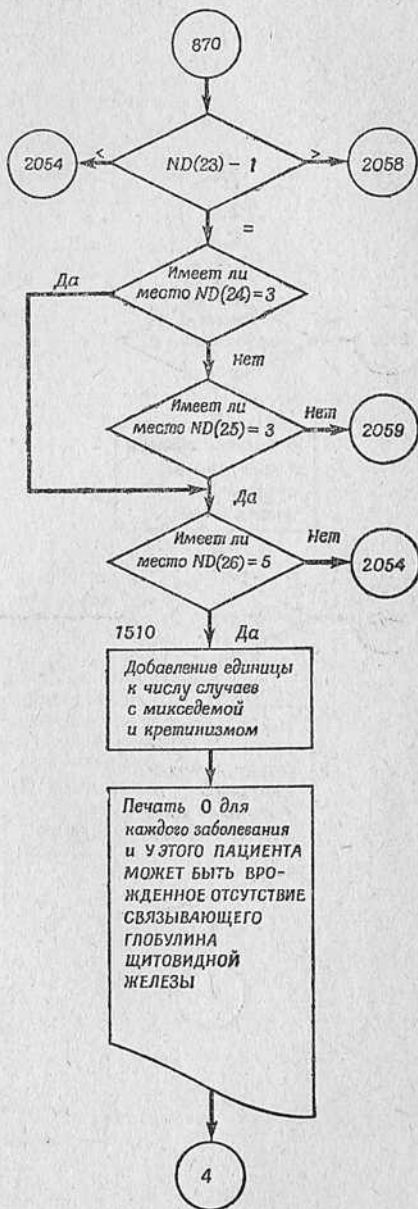 870
2054
<
ND(23) – 1
>
2058
=
Да
Имеет ли
место ND(24) = 3
Нет
Имеет ли
место ND(25) = 3
Нет
2059
Да
Имеет ли
место ND(26) = 5
Нет
2054
1510
Да
Добавление единицы
к числу случаев
с микседемой
и кретинизмом
Печать 0 для
каждого заболевания
и У ЭТОГО ПАЦИЕНТА
МОЖЕТ БЫТЬ ВРО-
ЖДЕННОЕ ОТСУТСТВИЕ
СВЯЗЫВАЮЩЕГО
ГЛОБУЛИНА
ЩИТОВИДНОЙ
ЖЕЛЕЗЫ
4